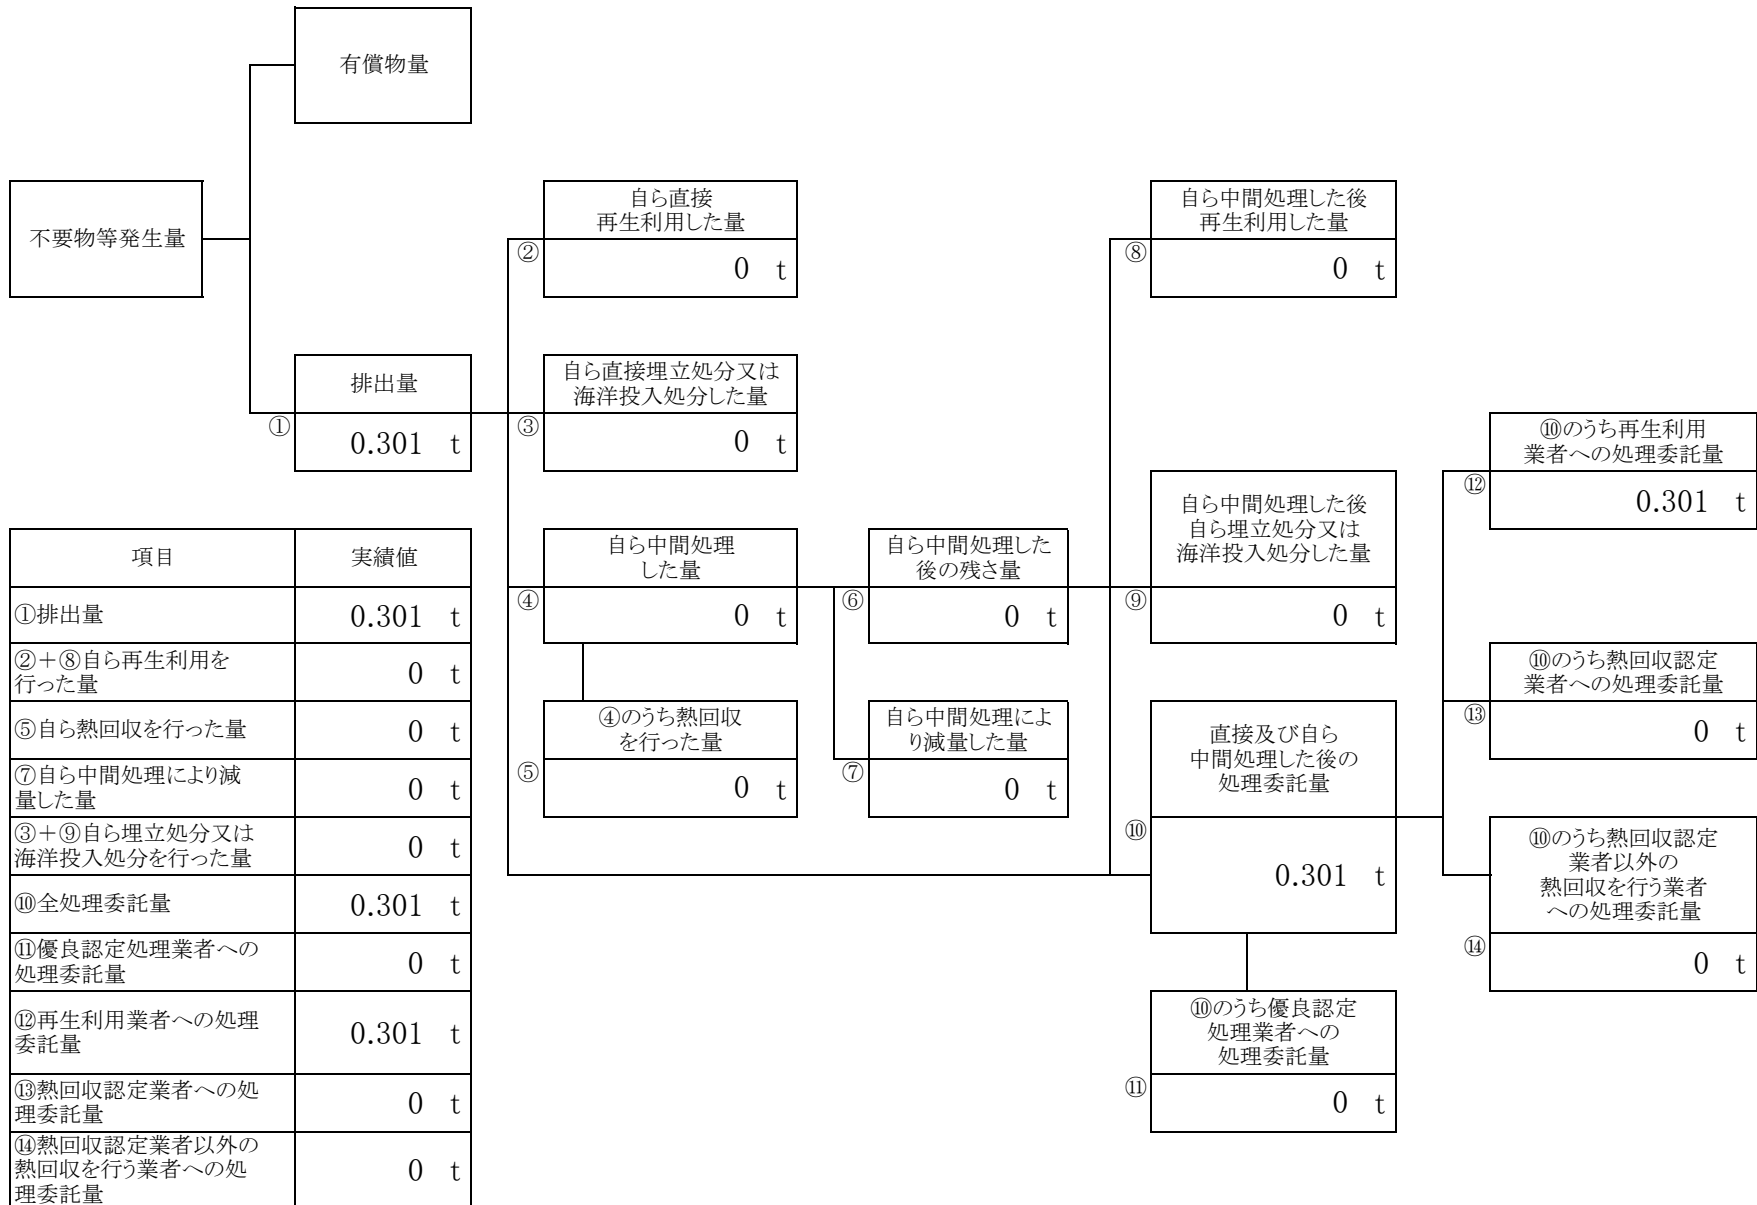 有償物量
不要物等発生量
自ら直接
再生利用した量
②
0 t
自ら中間処理した後
再生利用した量
⑧
0 t
排出量
①
0.301 t
自ら直接埋立処分又は
海洋投入処分した量
③
0 t
⑩のうち再生利用
業者への処理委託量
⑫
0.301 t
自ら中間処理
した量
④
0 t
自ら中間処理した
後の残さ量
⑥
0 t
自ら中間処理した後
自ら埋立処分又は
海洋投入処分した量
⑨
0 t
⑩のうち熱回収認定
業者への処理委託量
⑬
0 t
④のうち熱回収
を行った量
⑤
0 t
自ら中間処理によ
り減量した量
⑦
0 t
直接及び自ら
中間処理した後の
処理委託量
⑩
0.301 t
⑩のうち熱回収認定
業者以外の
熱回収を行う業者
への処理委託量
⑭
0 t
⑩のうち優良認定
処理業者への
処理委託量
⑪
0 t
項目 実績値
①排出量 0.301 t
②＋⑧自ら再生利用を
行った量 0 t
⑤自ら熱回収を行った量 0 t
⑦自ら中間処理により減
量した量 0 t
③＋⑨自ら埋立処分又は
海洋投入処分を行った量 0 t
⑩全処理委託量 0.301 t
⑪優良認定処理業者への
処理委託量 0 t
⑫再生利用業者への処理
委託量 0.301 t
⑬熱回収認定業者への処
理委託量 0 t
⑭熱回収認定業者以外の
熱回収を行う業者への処
理委託量 0 t